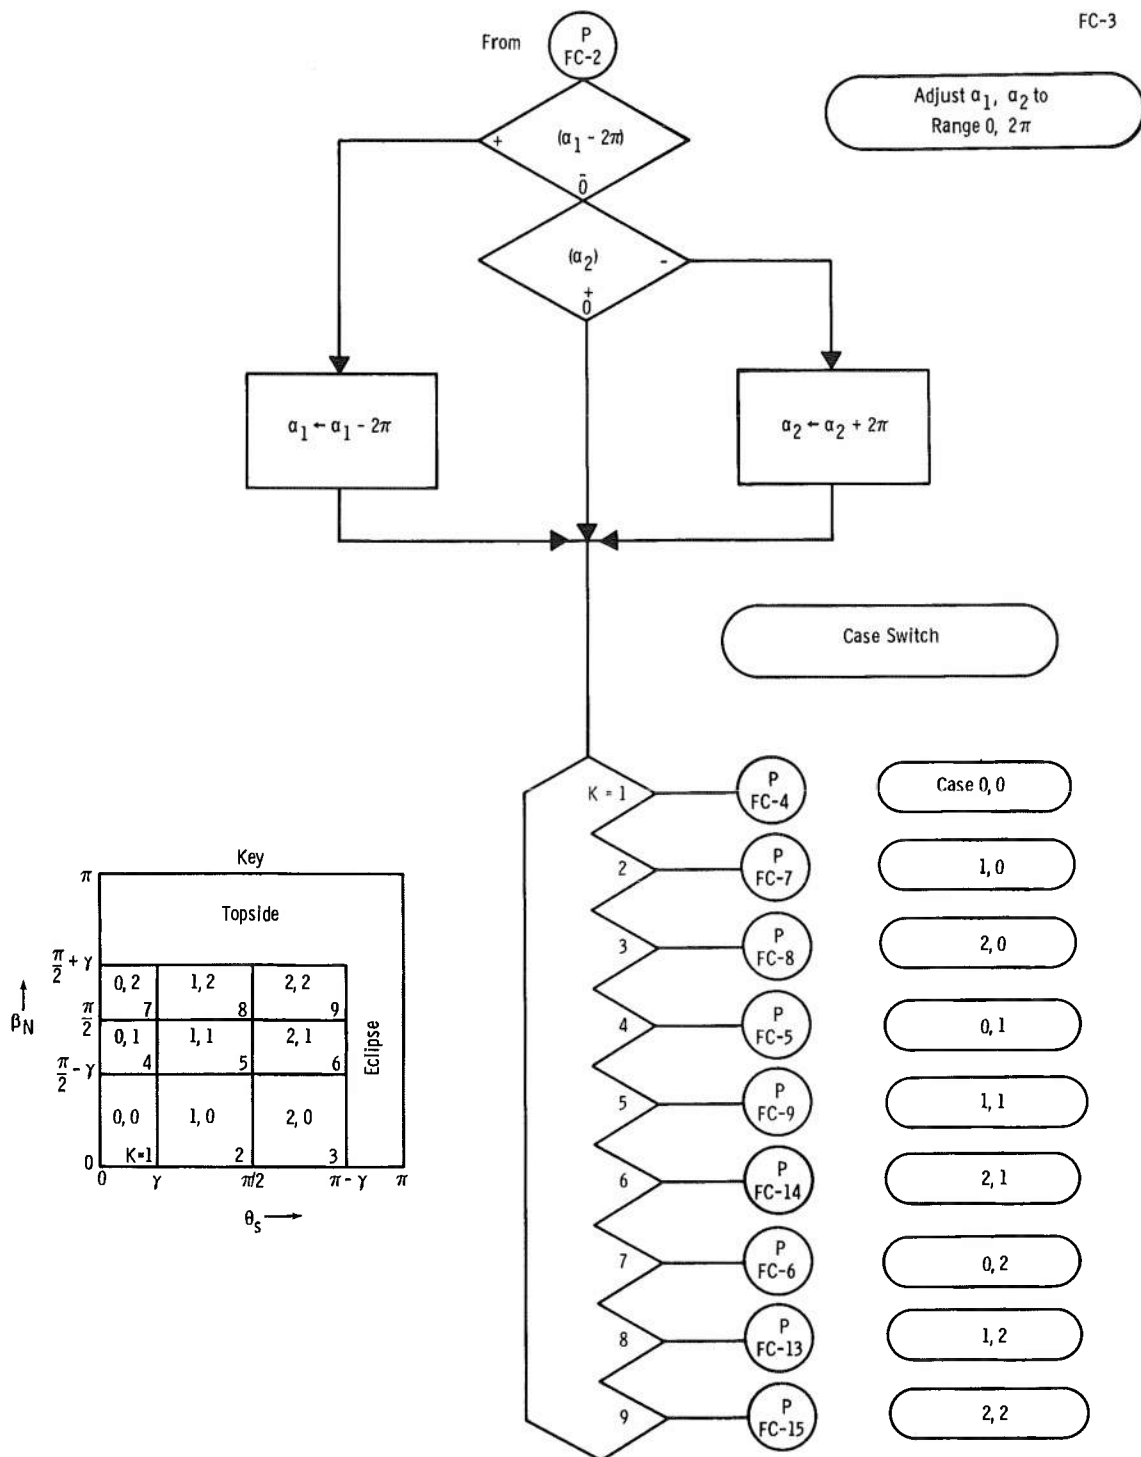 FC-3
From
P
FC-2
Adjust α1, α2 to
Range 0, 2π
(α1 - 2π)
+
-
0
(α2)
-
+
0
α1 ← α1 - 2π
α2 ← α2 + 2π
Case Switch
K = 1
P
FC-4
Case 0, 0
2
P
FC-7
1, 0
3
P
FC-8
2, 0
4
P
FC-5
0, 1
5
P
FC-9
1, 1
6
P
FC-14
2, 1
7
P
FC-6
0, 2
8
P
FC-13
1, 2
9
P
FC-15
2, 2
Key
π
Topside
π/2 + γ
0, 2
1, 2
2, 2
7
8
9
βN
π/2
0, 1
1, 1
2, 1
4
5
6
π/2 - γ
Eclipse
0, 0
1, 0
2, 0
K=1
2
3
0
0
γ
π/2
π - γ
π
θs